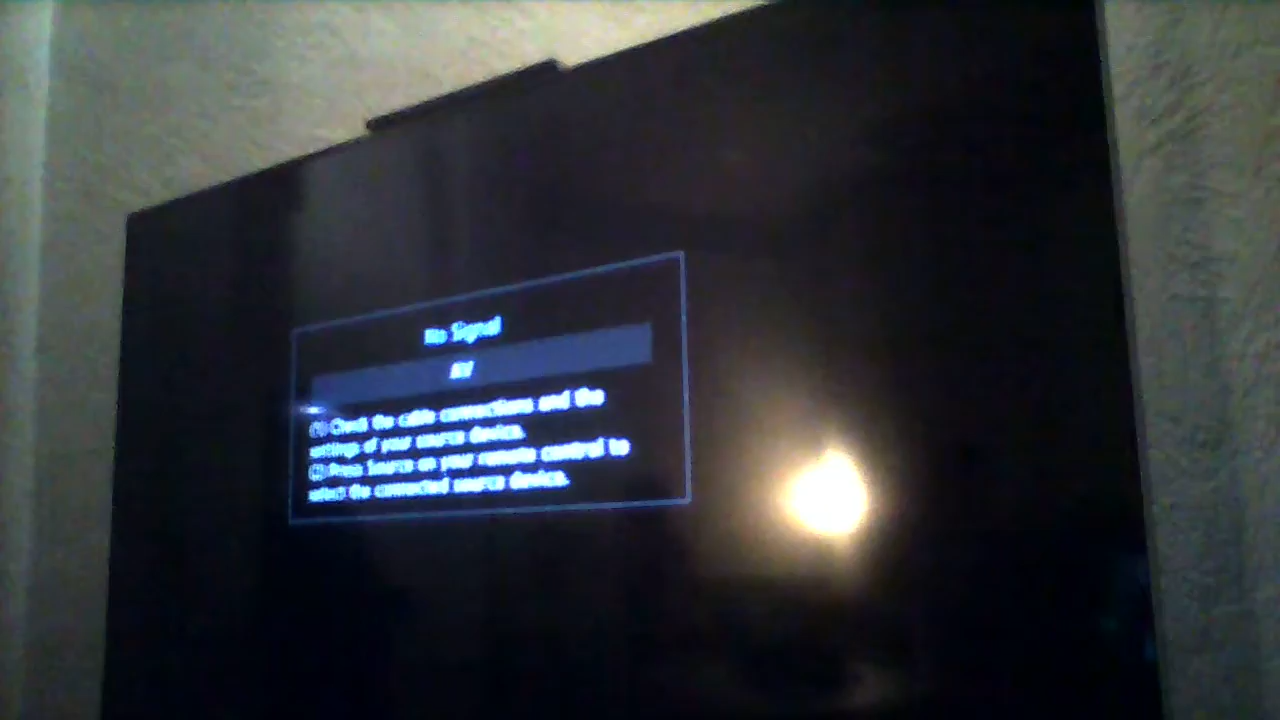 No Signal
AV
(1) Check the cable connections and the
settings of your source device.
(2) Press Source on your remote control to
select the connected source device.